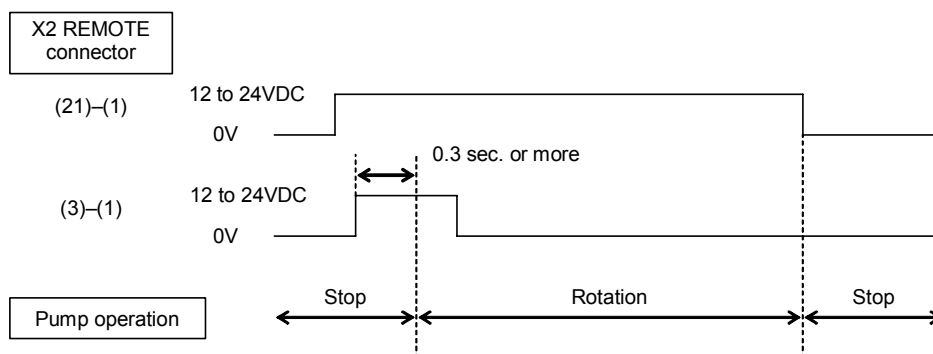 X2 REMOTE
connector
(21)–(1)
12 to 24VDC
0V
0.3 sec. or more
(3)–(1)
12 to 24VDC
0V
Pump operation
Stop
Rotation
Stop